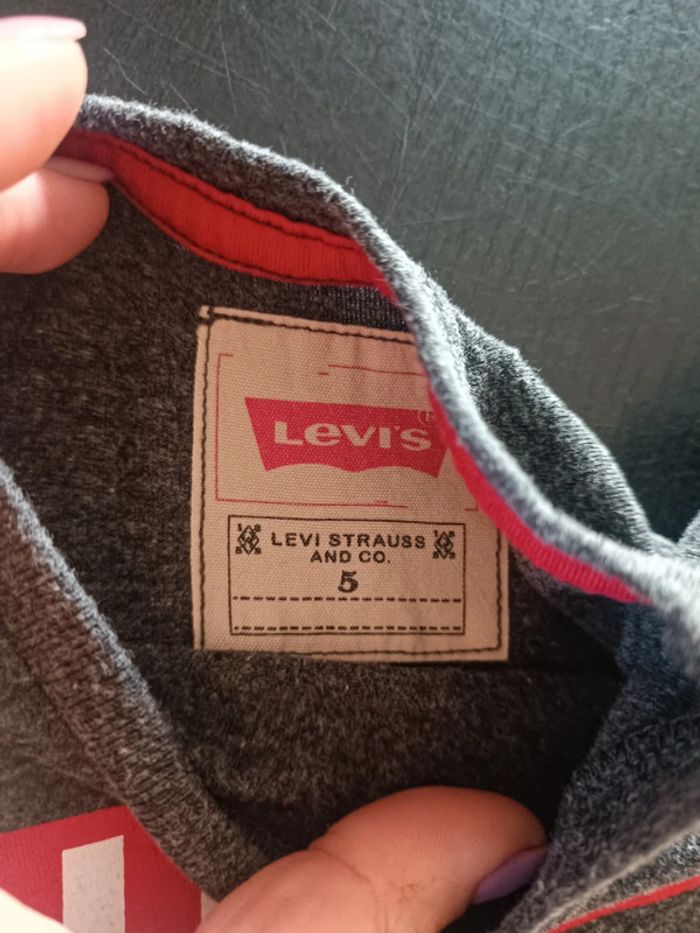 LEVI'S
LEVI STRAUSS
AND CO.
5